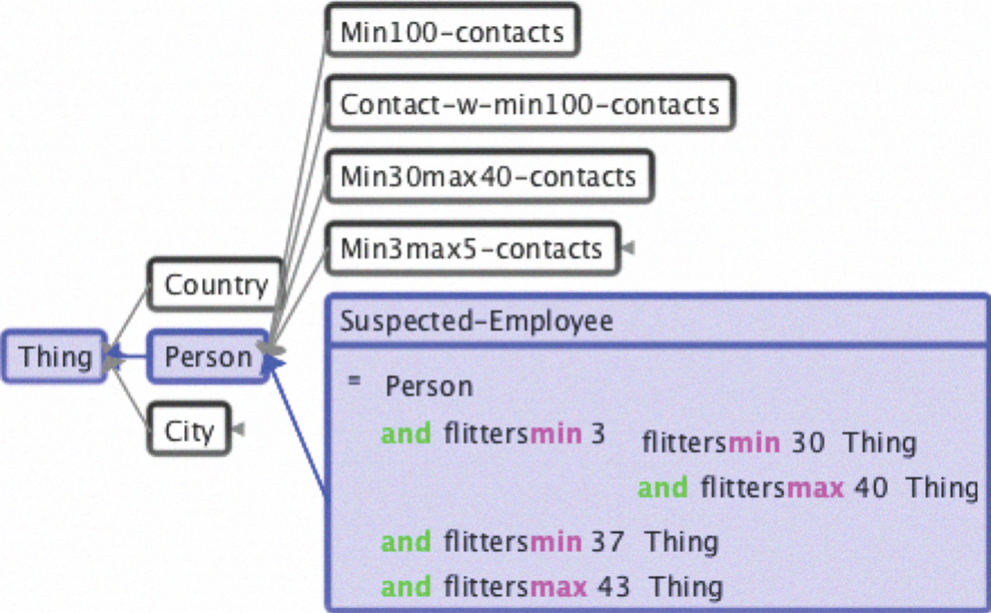 Min100-contacts
Contact-w-min100-contacts
Min30max40-contacts
Min3max5-contacts
Country
Thing
Person
City
Suspected-Employee
= Person
and flittersmin 3
flittersmin 30 Thing
and flittersmax 40 Thing
and flittersmin 37 Thing
and flittersmax 43 Thing